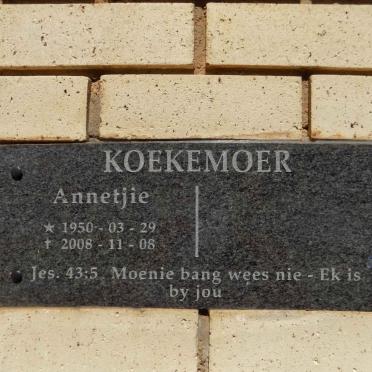 KOEKEMOER
Annetjie
★ 1950 - 03 - 29
† 2008 - 11 - 08
Jes. 43:5 Moenie bang wees nie - Ek is
by jou